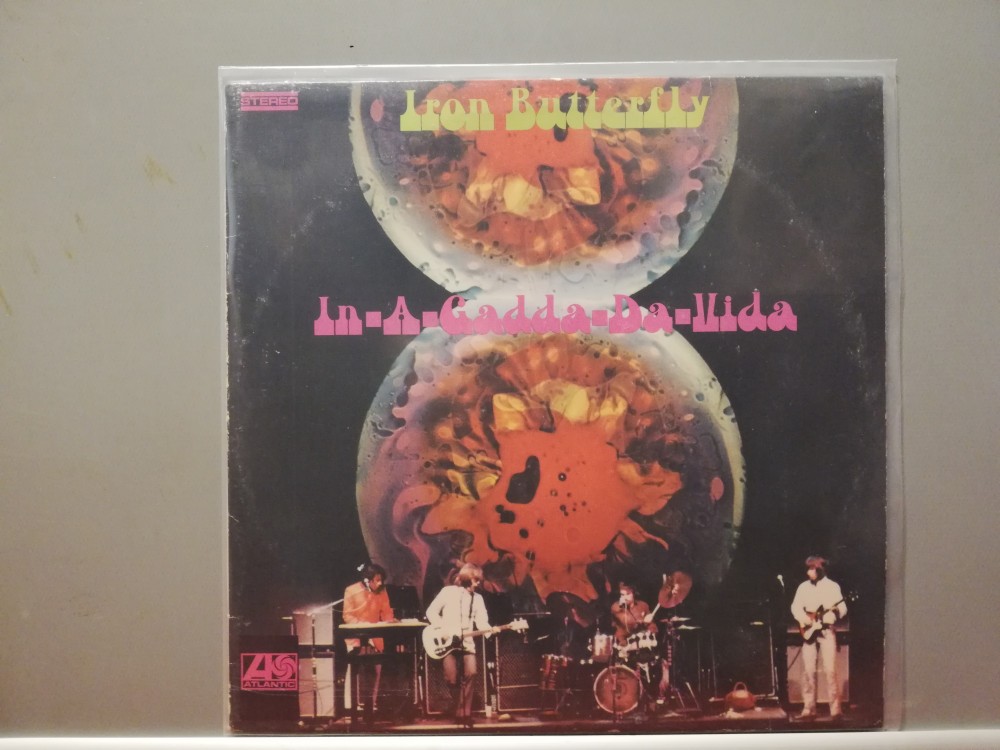 STEREO
Iron Butterfly
In-A-Gadda-Da-Vida
ATLANTIC